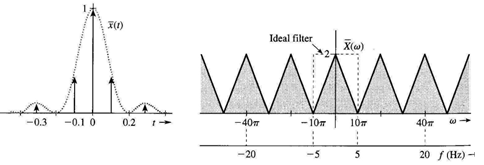 1
x̄(t)
−0.3
−0.1
0
0.2
t →
Ideal filter
2
X̄(ω)
−40π
−10π
10π
40π
ω →
−20
−5
5
20
f (Hz) →